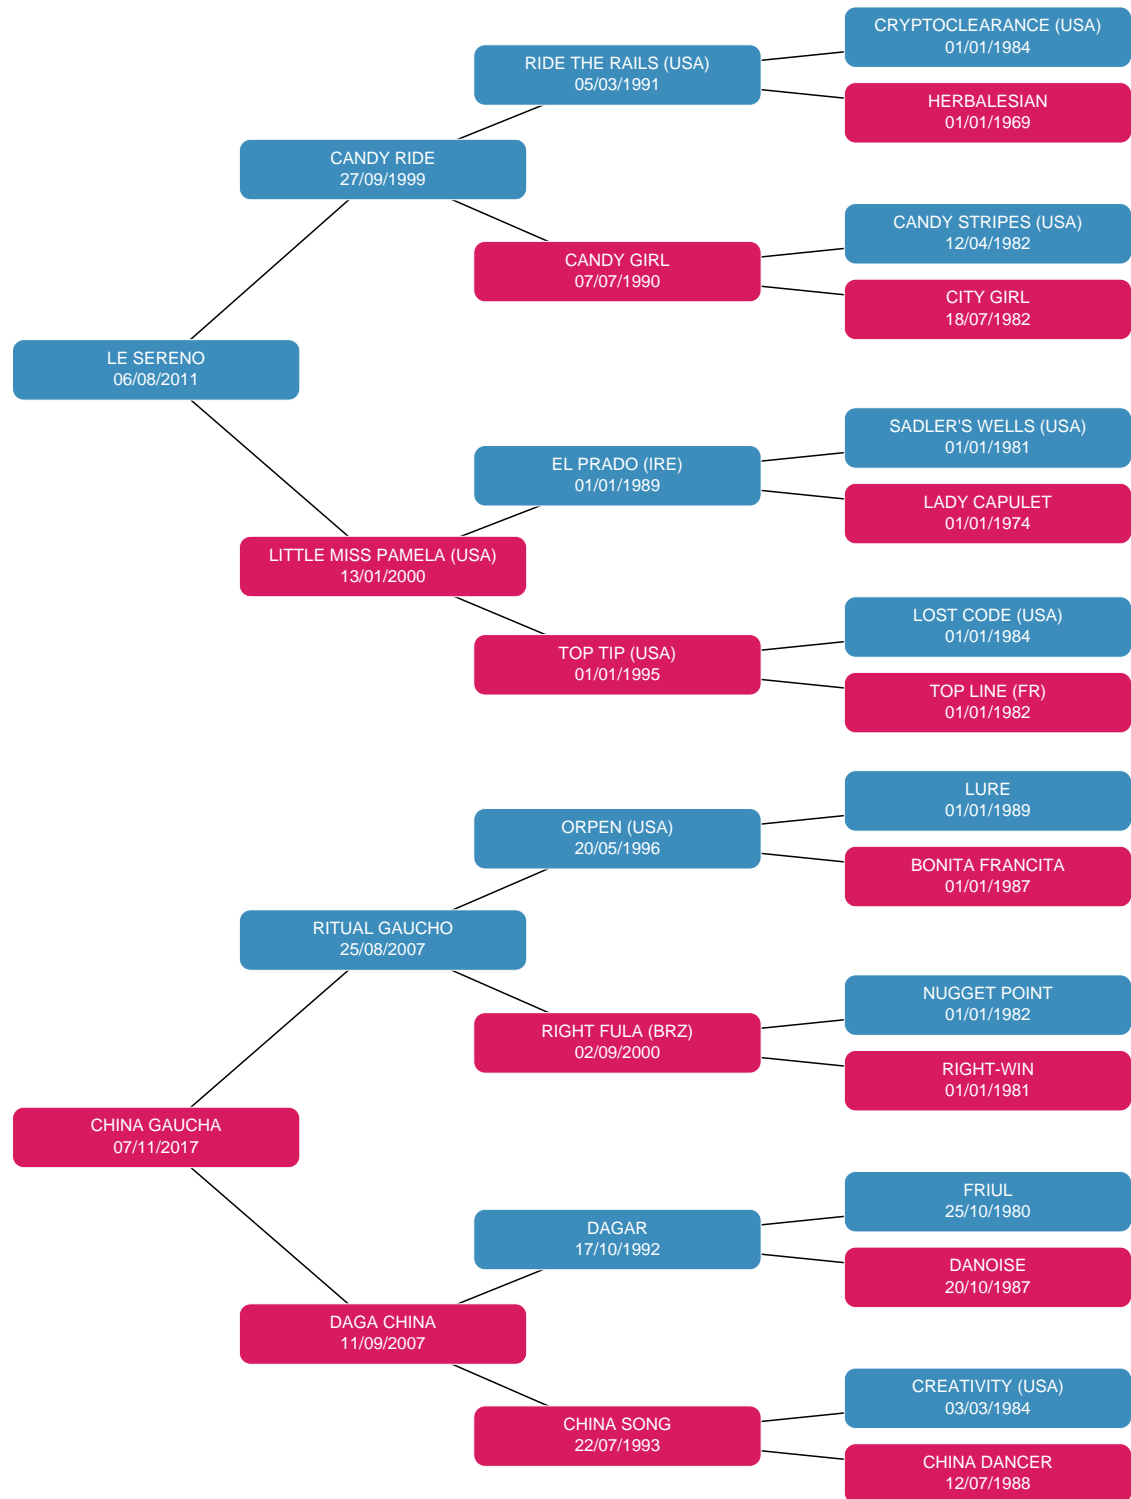 CRYPTOCLEARANCE (USA)
01/01/1984
RIDE THE RAILS (USA)
05/03/1991
HERBALESIAN
01/01/1969
CANDY RIDE
27/09/1999
CANDY STRIPES (USA)
12/04/1982
CANDY GIRL
07/07/1990
CITY GIRL
18/07/1982
LE SERENO
06/08/2011
SADLER'S WELLS (USA)
01/01/1981
EL PRADO (IRE)
01/01/1989
LADY CAPULET
01/01/1974
LITTLE MISS PAMELA (USA)
13/01/2000
LOST CODE (USA)
01/01/1984
TOP TIP (USA)
01/01/1995
TOP LINE (FR)
01/01/1982
LURE
01/01/1989
ORPEN (USA)
20/05/1996
BONITA FRANCITA
01/01/1987
RITUAL GAUCHO
25/08/2007
NUGGET POINT
01/01/1982
RIGHT FULA (BRZ)
02/09/2000
RIGHT-WIN
01/01/1981
CHINA GAUCHA
07/11/2017
FRIUL
25/10/1980
DAGAR
17/10/1992
DANOISE
20/10/1987
DAGA CHINA
11/09/2007
CREATIVITY (USA)
03/03/1984
CHINA SONG
22/07/1993
CHINA DANCER
12/07/1988